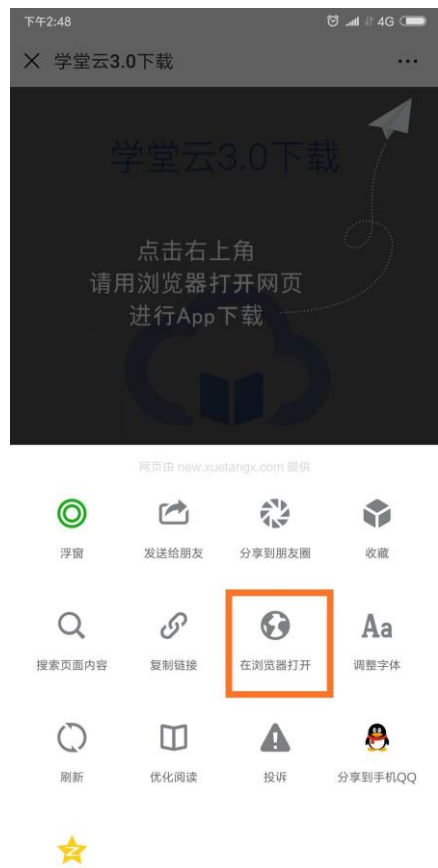 下午2:48
4G
学堂云3.0下载
学堂云3.0下载
点击右上角
请用浏览器打开网页
进行App下载
网页由 new.xuetangx.com 提供
浮窗 发送给朋友 分享到朋友圈 收藏
搜索页面内容 复制链接 在浏览器打开 Aa 调整字体
刷新 优化阅读 投诉 分享到手机QQ